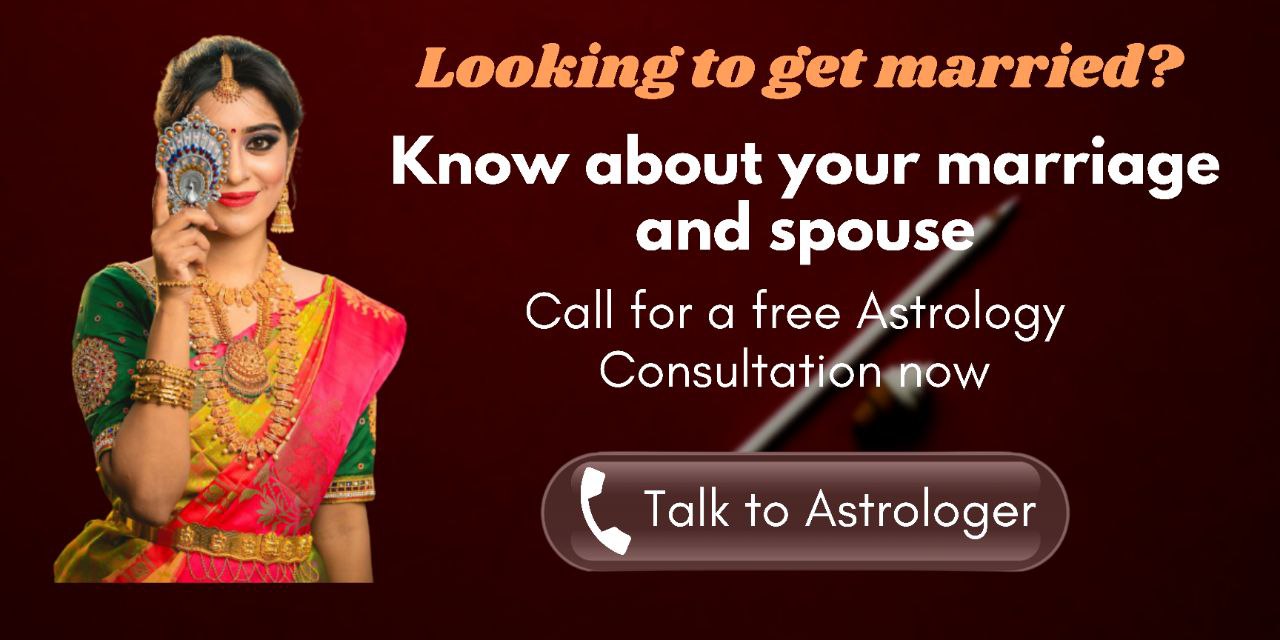 Looking to get married?
Know about your marriage
and spouse
Call for a free Astrology
Consultation now
Talk to Astrologer